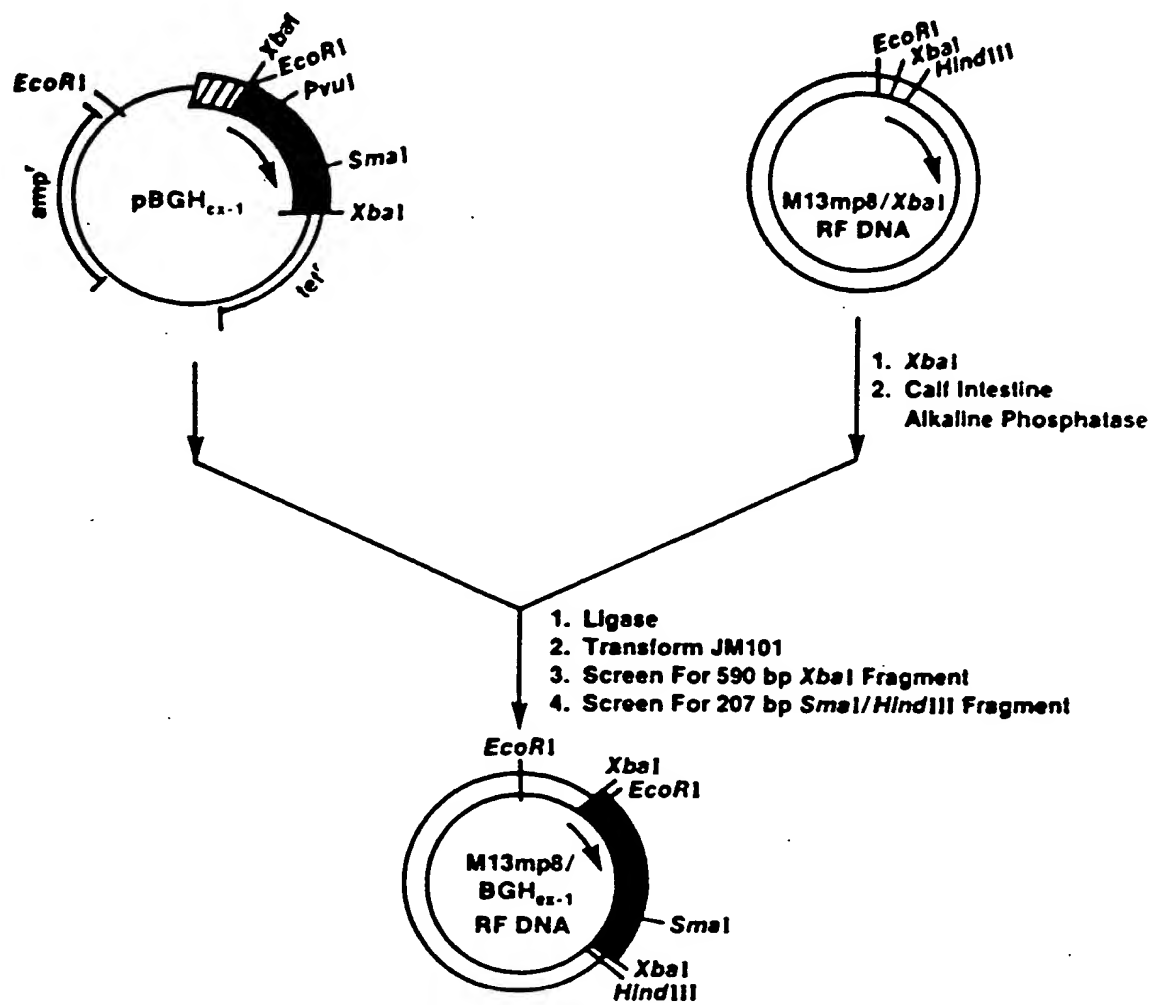 XbaI
EcoRI
PvuI
EcoRI
SmaI
XbaI
ampʳ
tetʳ
pBGHex-1
EcoRI
XbaI
HindIII
M13mp8/XbaI
RF DNA
1. XbaI
2. Calf Intestine
Alkaline Phosphatase
1. Ligase
2. Transform JM101
3. Screen For 590 bp XbaI Fragment
4. Screen For 207 bp SmaI/HindIII Fragment
EcoRI
XbaI
EcoRI
M13mp8/
BGHex-1
RF DNA
SmaI
XbaI
HindIII